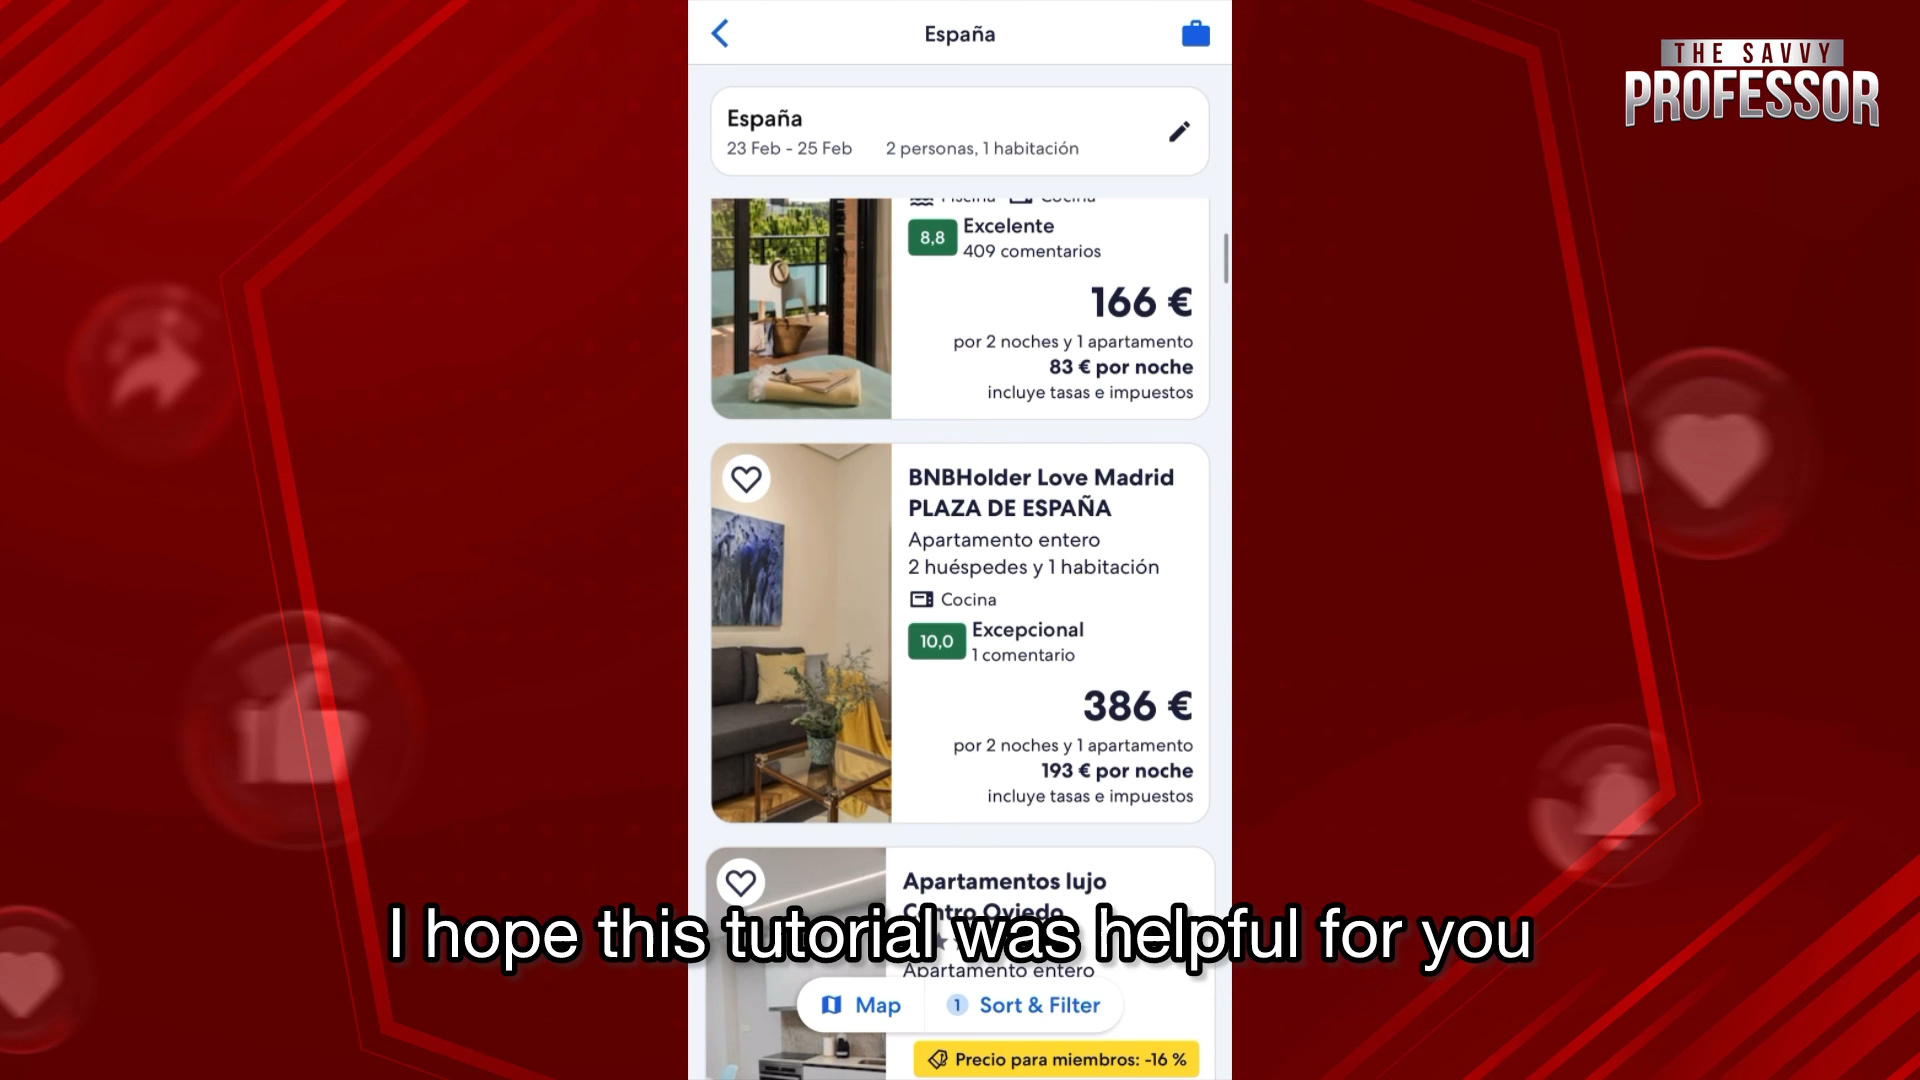 España
THE SAVVY
PROFESSOR
España
23 Feb - 25 Feb 2 personas, 1 habitación
Piscina Cocina
8,8 Excelente
409 comentarios
166 €
por 2 noches y 1 apartamento
83 € por noche
incluye tasas e impuestos
BNBHolder Love Madrid
PLAZA DE ESPAÑA
Apartamento entero
2 huéspedes y 1 habitación
Cocina
10,0 Excepcional
1 comentario
386 €
por 2 noches y 1 apartamento
193 € por noche
incluye tasas e impuestos
Apartamentos lujo
Centro Oviedo
I hope this tutorial was helpful for you
Apartamento entero
Map 1 Sort & Filter
Precio para miembros: -16 %